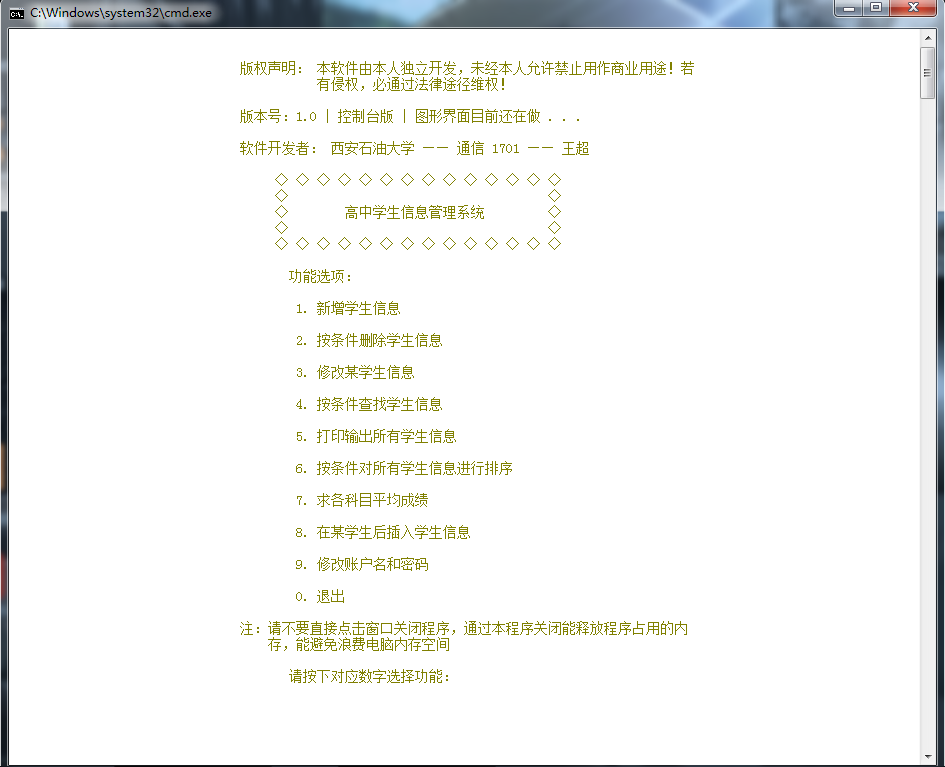 C:\Windows\system32\cmd.exe
版权声明： 本软件由本人独立开发，未经本人允许禁止用作商业用途！若
有侵权，必通过法律途径维权！
版本号：1.0 | 控制台版 | 图形界面目前还在做 . . .
软件开发者： 西安石油大学 —— 通信 1701 —— 王超
高中学生信息管理系统
功能选项：
1. 新增学生信息
2. 按条件删除学生信息
3. 修改某学生信息
4. 按条件查找学生信息
5. 打印输出所有学生信息
6. 按条件对所有学生信息进行排序
7. 求各科目平均成绩
8. 在某学生后插入学生信息
9. 修改账户名和密码
0. 退出
注：请不要直接点击窗口关闭程序，通过本程序关闭能释放程序占用的内
存，能避免浪费电脑内存空间
请按下对应数字选择功能：